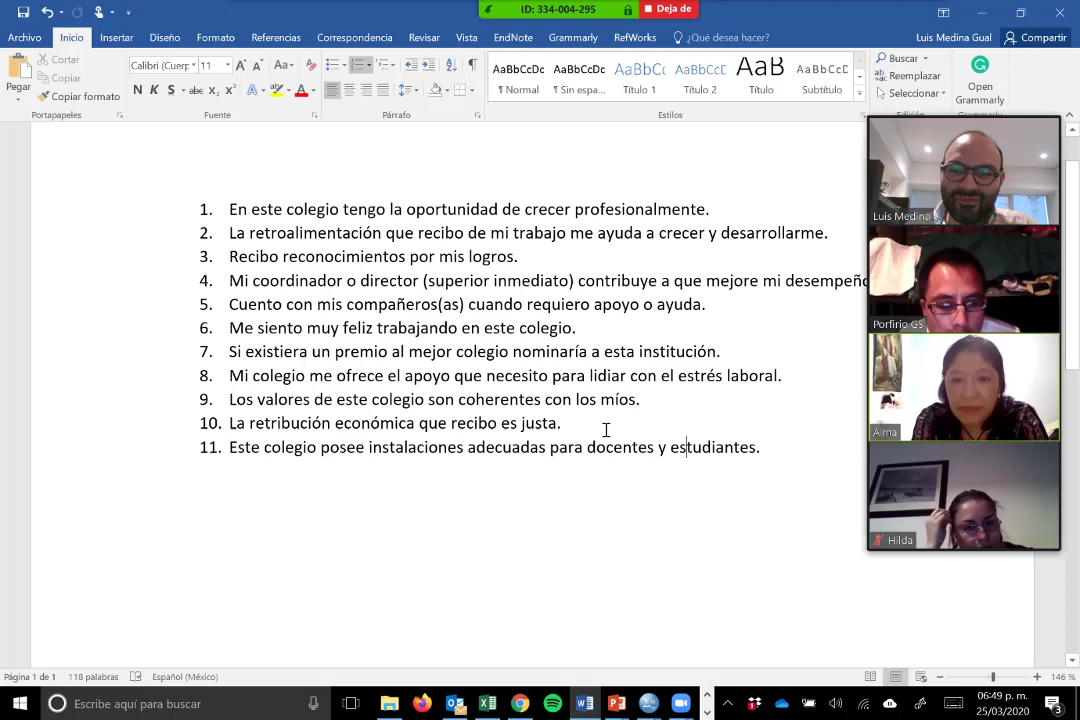 ID: 334-004-295 Deja de
Archivo Inicio Insertar Diseño Formato Referencias Correspondencia Revisar Vista EndNote Grammarly RefWorks ¿Qué desea hacer? Luis Medina Gual Compartir
Cortar
Copiar
Copiar formato
Pegar
Calibri (Cuerp 11
N K S abc x₂ x²
AaBbCcDc AaBbCcDc AaBbCc AaBbCcD AaB AaBbCcD
¶ Normal ¶ Sin espa... Título 1 Título 2 Título Subtítulo
Buscar
Reemplazar
Seleccionar
Open
Grammarly
Portapapeles Fuente Párrafo Estilos
1. En este colegio tengo la oportunidad de crecer profesionalmente.
2. La retroalimentación que recibo de mi trabajo me ayuda a crecer y desarrollarme.
3. Recibo reconocimientos por mis logros.
4. Mi coordinador o director (superior inmediato) contribuye a que mejore mi desempeño
5. Cuento con mis compañeros(as) cuando requiero apoyo o ayuda.
6. Me siento muy feliz trabajando en este colegio.
7. Si existiera un premio al mejor colegio nominaría a esta institución.
8. Mi colegio me ofrece el apoyo que necesito para lidiar con el estrés laboral.
9. Los valores de este colegio son coherentes con los míos.
10. La retribución económica que recibo es justa.
11. Este colegio posee instalaciones adecuadas para docentes y estudiantes.
Luis Medina
Porfirio GS
Alma
Hilda
Página 1 de 1 118 palabras Español (México) 146 %
Escribe aquí para buscar
06:49 p. m.
25/03/2020
3